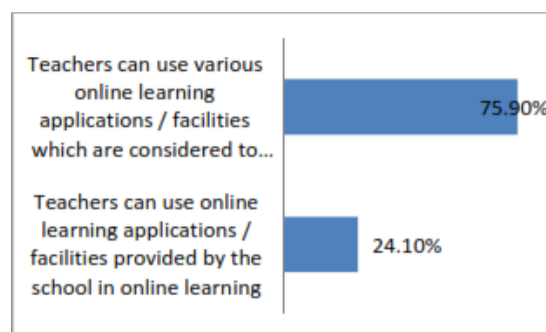 Teachers can use various
online learning
applications / facilities
which are considered to...
75.90%
Teachers can use online
learning applications /
facilities provided by the
school in online learning
24.10%